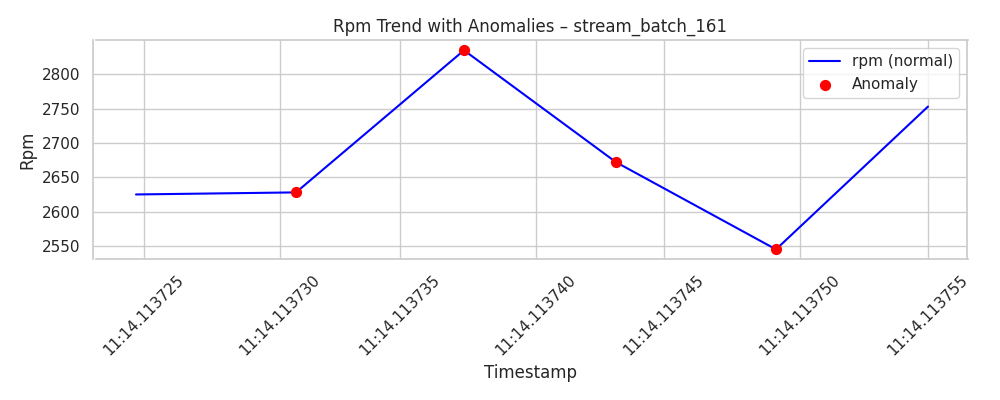 Rpm Trend with Anomalies – stream_batch_161
rpm (normal)
Anomaly
Rpm
2800
2750
2700
2650
2600
2550
11:14.113725
11:14.113730
11:14.113735
11:14.113740
11:14.113745
11:14.113750
11:14.113755
Timestamp